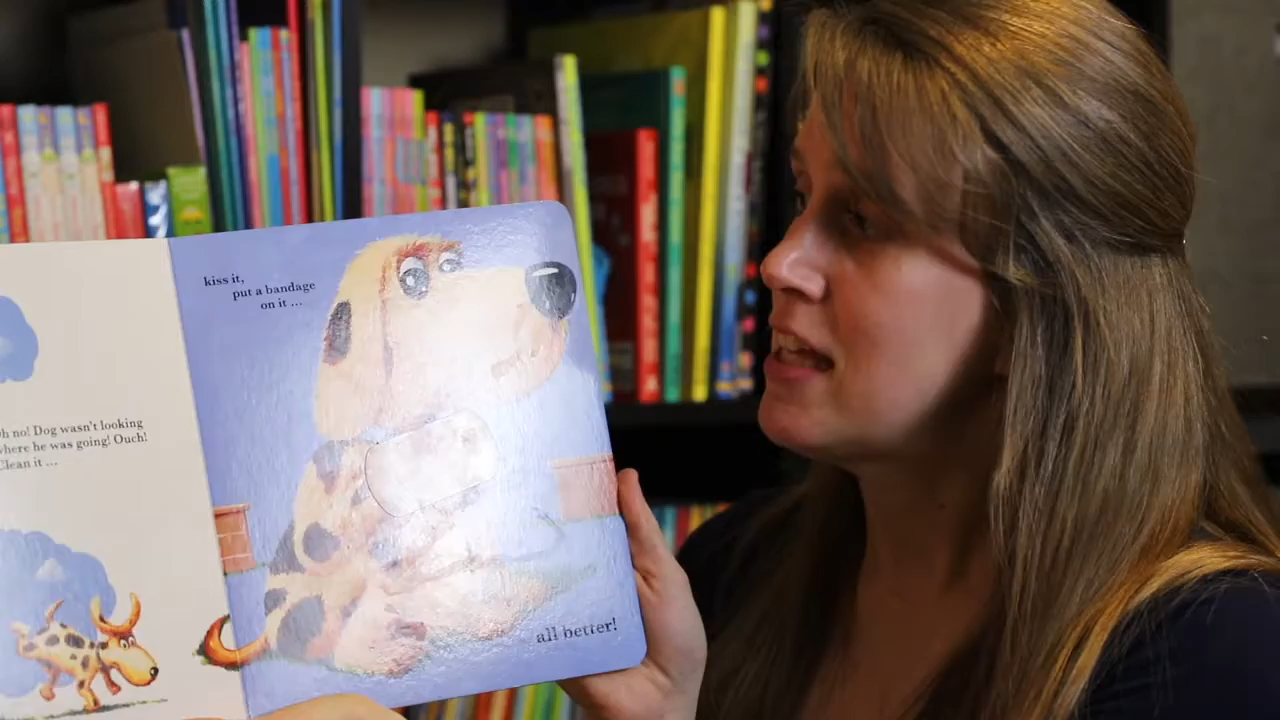 no! Dog wasn't looking
where he was going! Ouch!
Clean it ...
kiss it,
put a bandage
on it ...
all better!